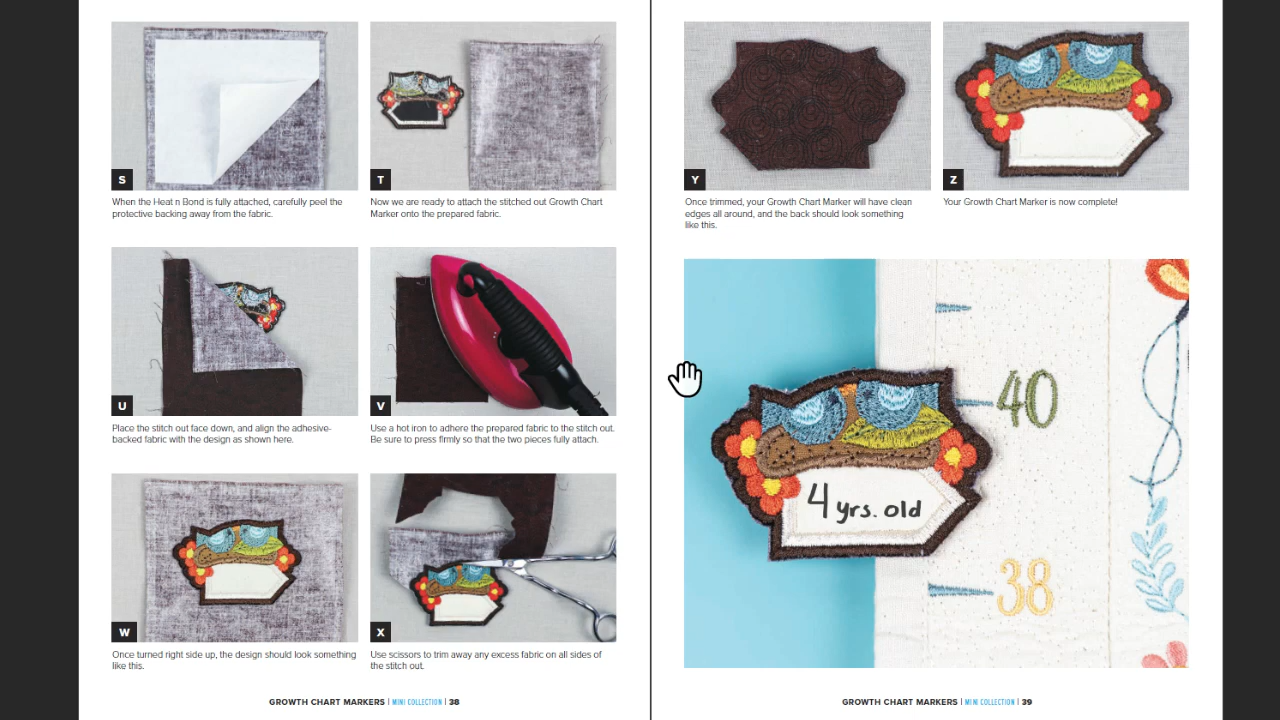 S
T
When the Heat n Bond is fully attached, carefully peel the
protective backing away from the fabric.
Now we are ready to attach the stitched out Growth Chart
Marker onto the prepared fabric.
U
V
Place the stitch out face down, and align the adhesive-
backed fabric with the design as shown here.
Use a hot iron to adhere the prepared fabric to the stitch out.
Be sure to press firmly so that the two pieces fully attach.
W
X
Once turned right side up, the design should look something
like this.
Use scissors to trim away any excess fabric on all sides of
the stitch out.
GROWTH CHART MARKERS | MINI COLLECTION | 38
Y
Z
Once trimmed, your Growth Chart Marker will have clean
edges all around, and the back should look something
like this.
Your Growth Chart Marker is now complete!
40
4 yrs. old
38
GROWTH CHART MARKERS | MINI COLLECTION | 39